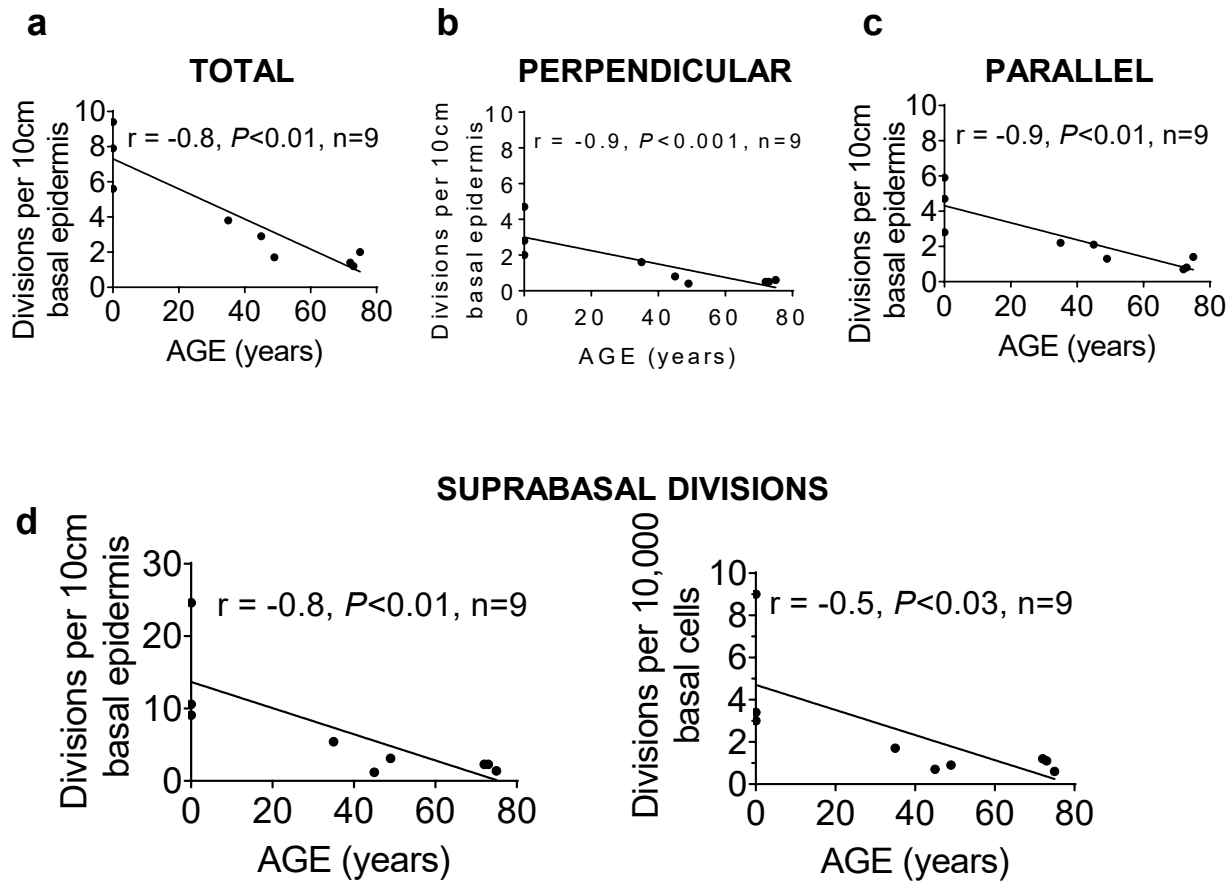 a
TOTAL
Divisions per 10cm
basal epidermis
10
8
6
4
2
0
r = -0.8, P<0.01, n=9
0 20 40 60 80
AGE (years)
b
PERPENDICULAR
Divisions per 10cm
basal epidermis
10
8
6
4
2
0
r = -0.9, P<0.001, n=9
0 20 40 60 80
AGE (years)
c
PARALLEL
Divisions per 10cm
basal epidermis
10
8
6
4
2
0
r = -0.9, P<0.01, n=9
0 20 40 60 80
AGE (years)
SUPRABASAL DIVISIONS
d
Divisions per 10cm
basal epidermis
30
20
10
0
r = -0.8, P<0.01, n=9
0 20 40 60 80
AGE (years)
Divisions per 10,000
basal cells
10
8
6
4
2
0
r = -0.5, P<0.03, n=9
0 20 40 60 80
AGE (years)